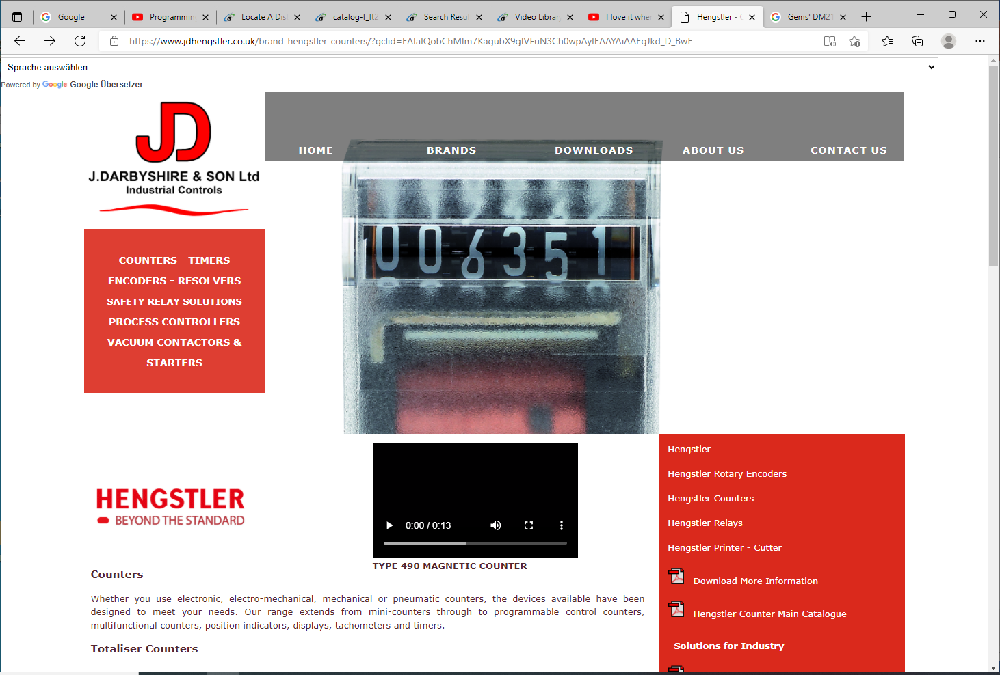 Google
Programmin
Locate A Dis
catalog-f_ft2
Search Resul
Video Library
I love it whe
Hengstler - C
Gems' DM21
https://www.jdhengstler.co.uk/brand-hengstler-counters/?gclid=EAIaIQobChMIm7KagubX9gIVFuN3Ch0wpAyIEAAYAiAAEgJkd_D_BwE
Sprache auswählen
Powered by Google Google Übersetzer
JD
J.DARBYSHIRE & SON Ltd
Industrial Controls
HOME
BRANDS
DOWNLOADS
ABOUT US
CONTACT US
006351
COUNTERS - TIMERS
ENCODERS - RESOLVERS
SAFETY RELAY SOLUTIONS
PROCESS CONTROLLERS
VACUUM CONTACTORS &
STARTERS
HENGSTLER
BEYOND THE STANDARD
0:00 / 0:13
TYPE 490 MAGNETIC COUNTER
Counters
Whether you use electronic, electro-mechanical, mechanical or pneumatic counters, the devices available have been
designed to meet your needs. Our range extends from mini-counters through to programmable control counters,
multifunctional counters, position indicators, displays, tachometers and timers.
Totaliser Counters
Hengstler
Hengstler Rotary Encoders
Hengstler Counters
Hengstler Relays
Hengstler Printer - Cutter
Download More Information
Hengstler Counter Main Catalogue
Solutions for Industry